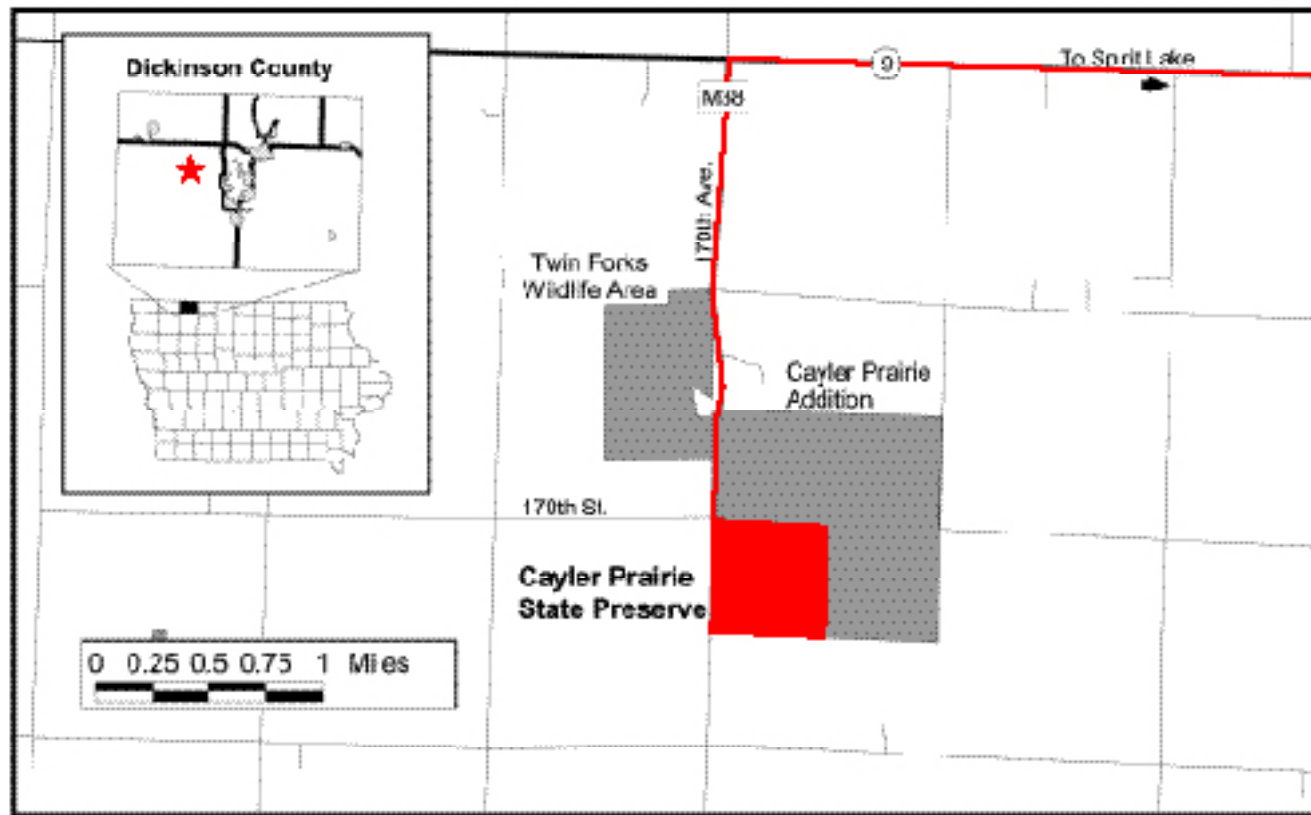 Dickinson County
9
To Spirit Lake
M38
170th Ave.
Twin Forks
Wildlife Area
Cayler Prairie
Addition
170th St.
Cayler Prairie
State Preserve
0 0.25 0.5 0.75 1 Miles